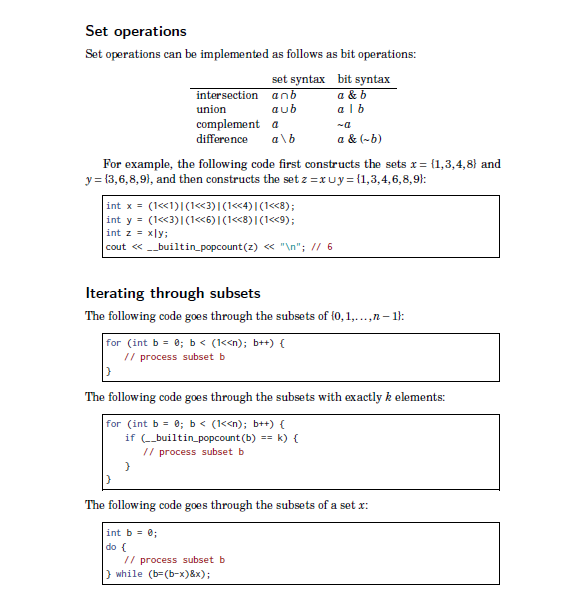 Set operations
Set operations can be implemented as follows as bit operations:
set syntax bit syntax
intersection a ∩ b a & b
union a ∪ b a | b
complement a ~a
difference a \ b a & (~b)
For example, the following code first constructs the sets x = {1,3,4,8} and
y = {3,6,8,9}, and then constructs the set z = x ∪ y = {1,3,4,6,8,9}:
int x = (1<<1)|(1<<3)|(1<<4)|(1<<8);
int y = (1<<3)|(1<<6)|(1<<8)|(1<<9);
int z = x|y;
cout << __builtin_popcount(z) << "\n"; // 6
Iterating through subsets
The following code goes through the subsets of {0,1,...,n − 1}:
for (int b = 0; b < (1<<n); b++) {
// process subset b
}
The following code goes through the subsets with exactly k elements:
for (int b = 0; b < (1<<n); b++) {
if (__builtin_popcount(b) == k) {
// process subset b
}
}
The following code goes through the subsets of a set x:
int b = 0;
do {
// process subset b
} while (b=(b-x)&x);